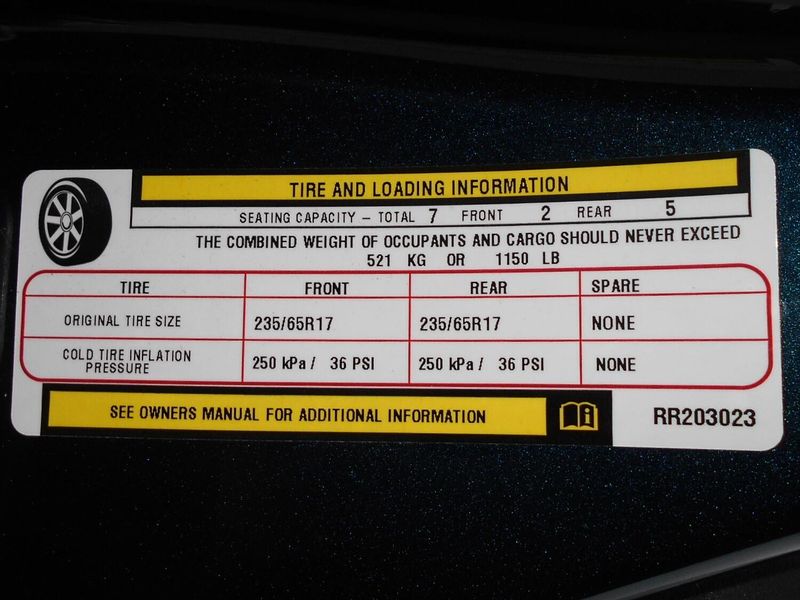 TIRE AND LOADING INFORMATION
SEATING CAPACITY – TOTAL 7 FRONT 2 REAR 5
THE COMBINED WEIGHT OF OCCUPANTS AND CARGO SHOULD NEVER EXCEED
521 KG OR 1150 LB
TIRE FRONT REAR SPARE
ORIGINAL TIRE SIZE 235/65R17 235/65R17 NONE
COLD TIRE INFLATION
PRESSURE 250 kPa / 36 PSI 250 kPa / 36 PSI NONE
SEE OWNERS MANUAL FOR ADDITIONAL INFORMATION
RR203023